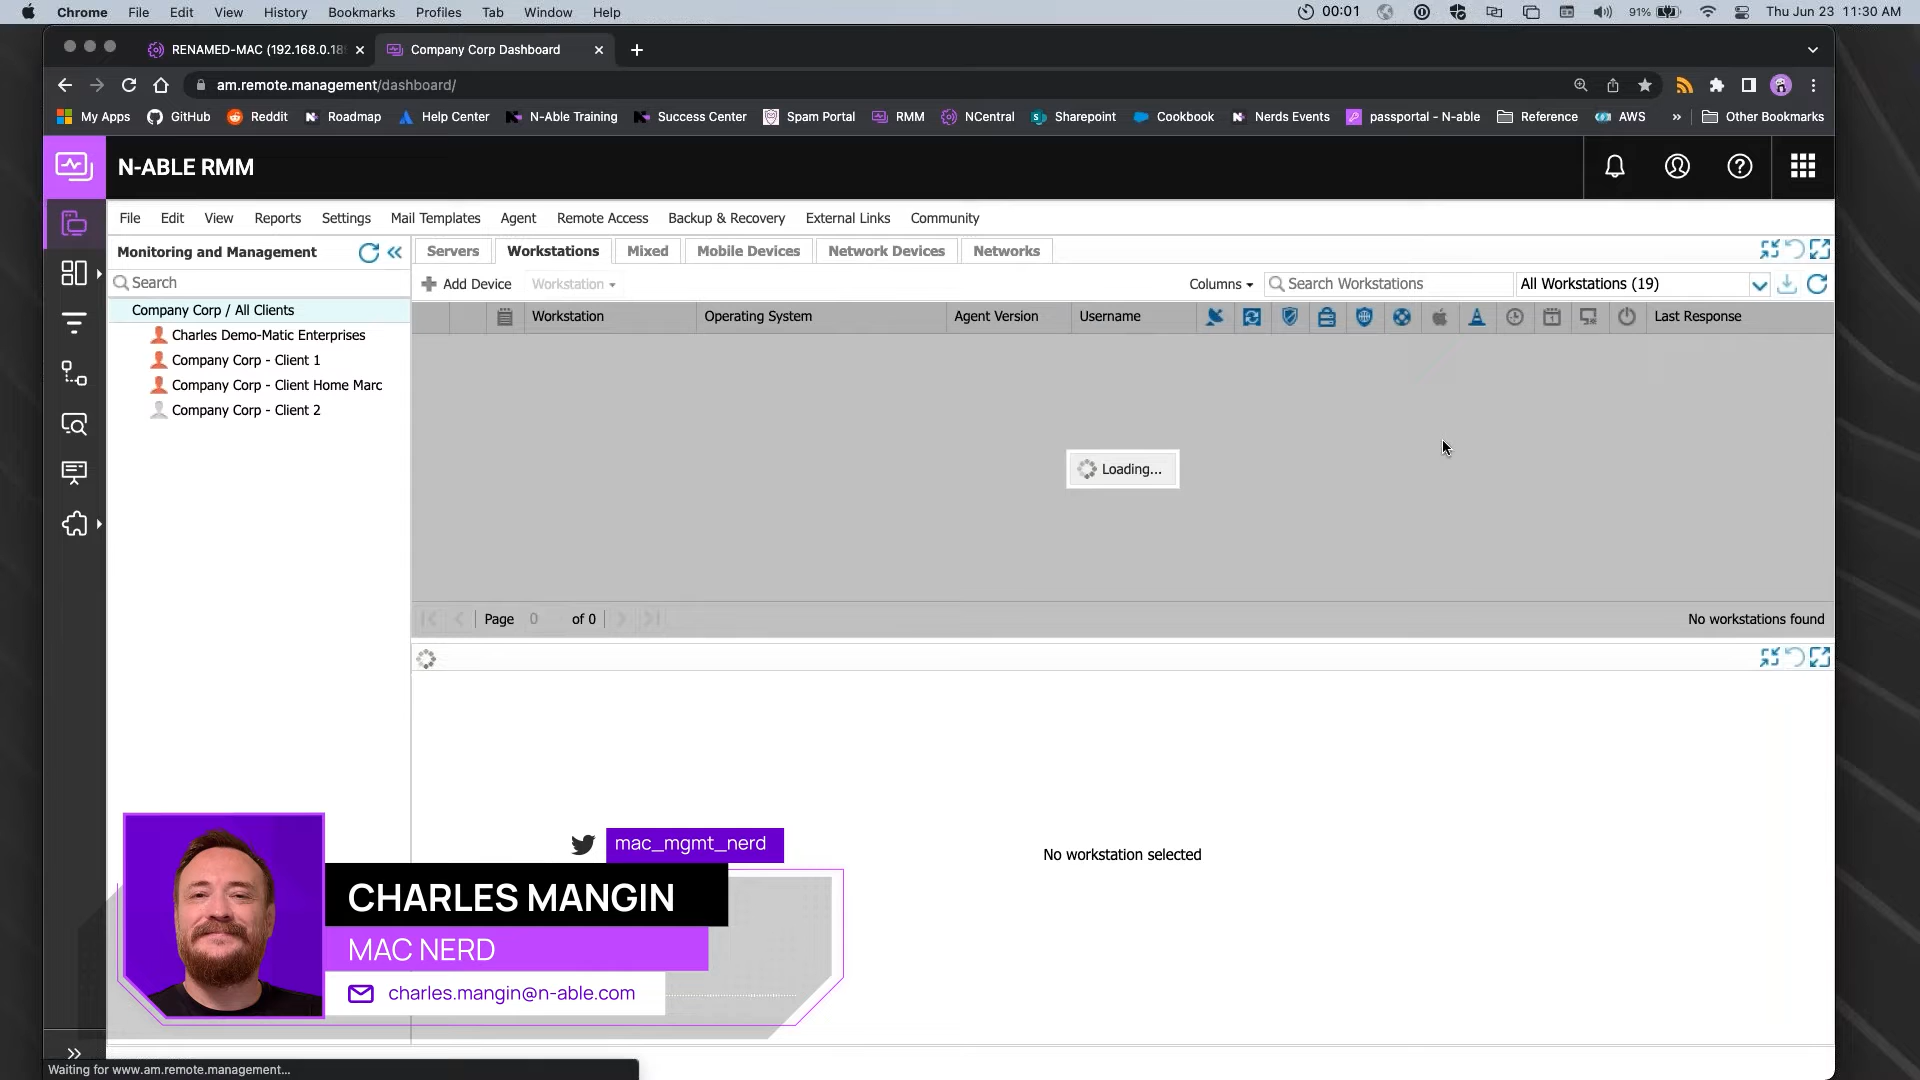 Chrome File Edit View History Bookmarks Profiles Tab Window Help 00:01 91% Thu Jun 23 11:30 AM
RENAMED-MAC (192.168.0.18 Company Corp Dashboard
am.remote.management/dashboard/
My Apps GitHub Reddit Roadmap Help Center N-Able Training Success Center Spam Portal RMM NCentral Sharepoint Cookbook Nerds Events passportal - N-able Reference AWS » Other Bookmarks
N-ABLE RMM
File Edit View Reports Settings Mail Templates Agent Remote Access Backup & Recovery External Links Community
Monitoring and Management
Servers Workstations Mixed Mobile Devices Network Devices Networks
Search
Add Device Workstation Columns Search Workstations All Workstations (19)
Workstation Operating System Agent Version Username Last Response
Company Corp / All Clients
Charles Demo-Matic Enterprises
Company Corp - Client 1
Company Corp - Client Home Marc
Company Corp - Client 2
Loading...
Page 0 of 0 No workstations found
No workstation selected
mac_mgmt_nerd
CHARLES MANGIN
MAC NERD
charles.mangin@n-able.com
Waiting for www.am.remote.management...